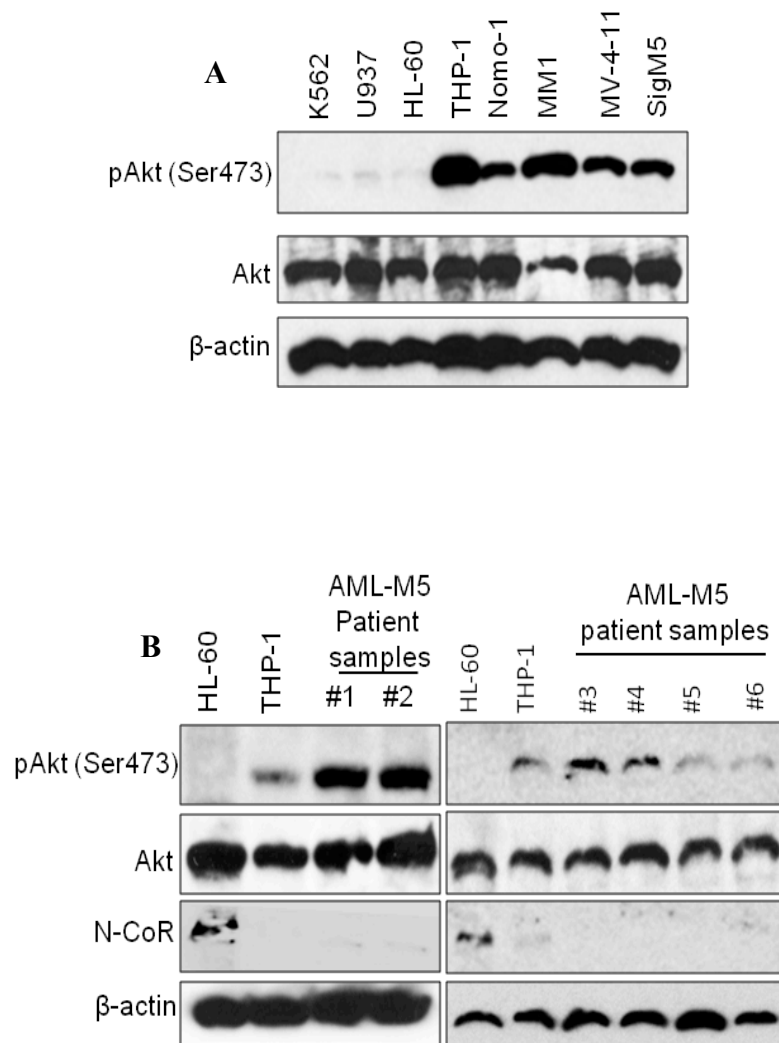 A
K562 U937 HL-60 THP-1 Nomo-1 MM1 MV-4-11 SigM5
pAkt (Ser473)
Akt
β-actin
B
HL-60 THP-1
AML-M5
Patient
samples
#1 #2
HL-60 THP-1
AML-M5
patient samples
#3 #4 #5 #6
pAkt (Ser473)
Akt
N-CoR
β-actin